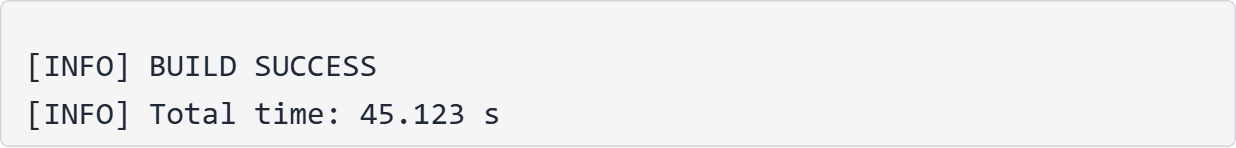 [INFO] BUILD SUCCESS
[INFO] Total time: 45.123 s